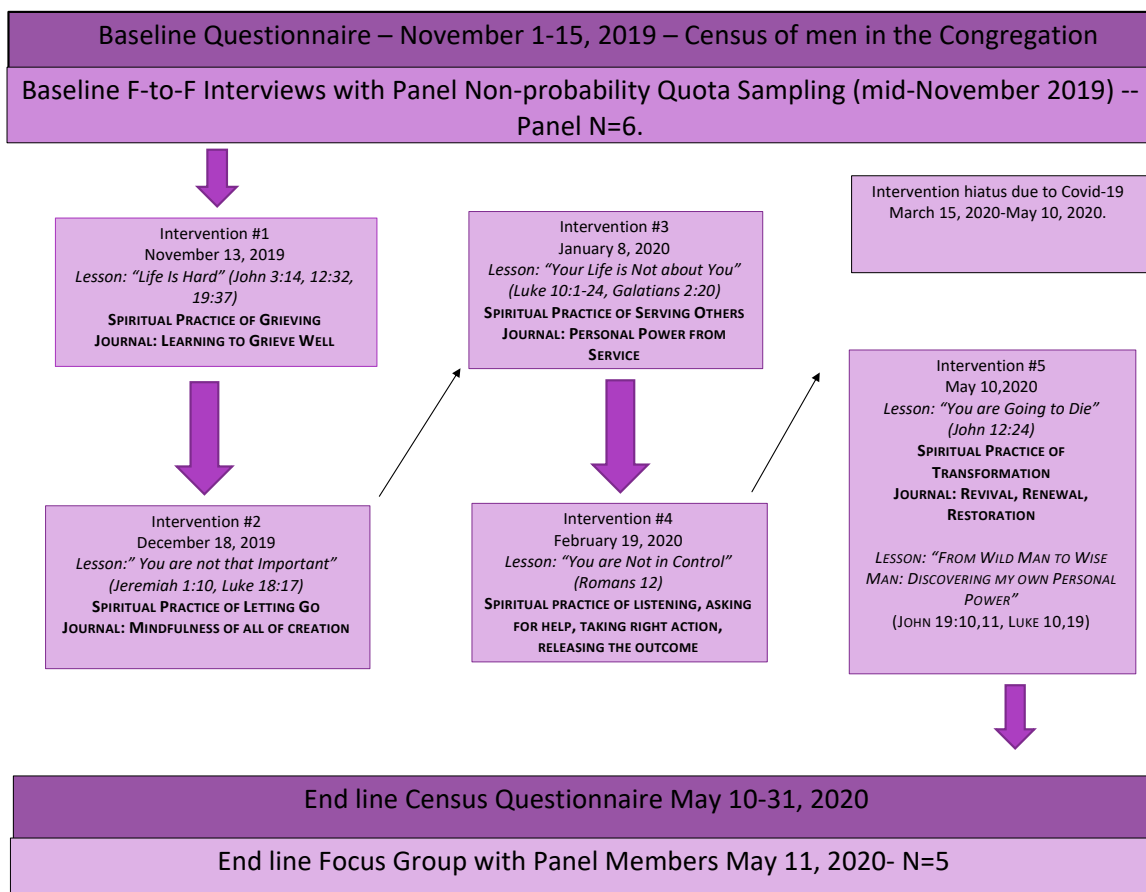 Baseline Questionnaire – November 1-15, 2019 – Census of men in the Congregation
Baseline F-to-F Interviews with Panel Non-probability Quota Sampling (mid-November 2019) --
Panel N=6.
Intervention #1
November 13, 2019
Lesson: “Life Is Hard” (John 3:14, 12:32,
19:37)
SPIRITUAL PRACTICE OF GRIEVING
JOURNAL: LEARNING TO GRIEVE WELL
Intervention #2
December 18, 2019
Lesson:” You are not that Important”
(Jeremiah 1:10, Luke 18:17)
SPIRITUAL PRACTICE OF LETTING GO
JOURNAL: MINDFULNESS OF ALL OF CREATION
Intervention #3
January 8, 2020
Lesson: “Your Life is Not about You”
(Luke 10:1-24, Galatians 2:20)
SPIRITUAL PRACTICE OF SERVING OTHERS
JOURNAL: PERSONAL POWER FROM
SERVICE
Intervention #4
February 19, 2020
Lesson: “You are Not in Control”
(Romans 12)
SPIRITUAL PRACTICE OF LISTENING, ASKING
FOR HELP, TAKING RIGHT ACTION,
RELEASING THE OUTCOME
Intervention hiatus due to Covid-19
March 15, 2020-May 10, 2020.
Intervention #5
May 10,2020
Lesson: “You are Going to Die”
(John 12:24)
SPIRITUAL PRACTICE OF
TRANSFORMATION
JOURNAL: REVIVAL, RENEWAL,
RESTORATION
LESSON: “FROM WILD MAN TO WISE
MAN: DISCOVERING MY OWN PERSONAL
POWER”
(JOHN 19:10,11, LUKE 10,19)
End line Census Questionnaire May 10-31, 2020
End line Focus Group with Panel Members May 11, 2020- N=5